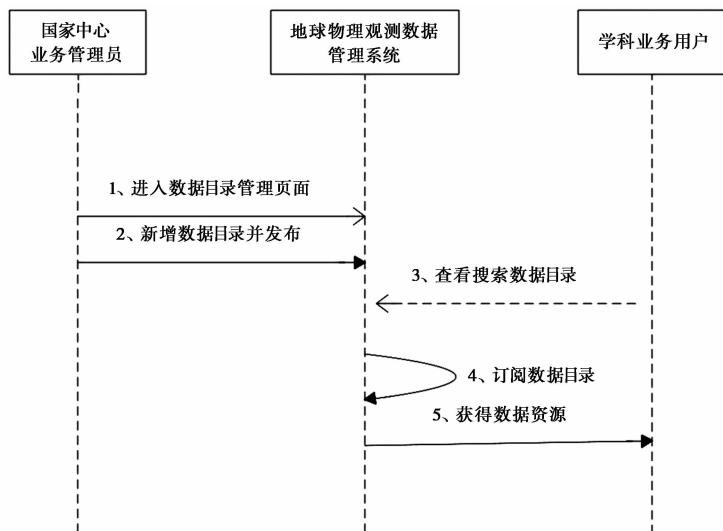 国家中心
业务管理员
地球物理观测数据
管理系统
学科业务用户
1、进入数据目录管理页面
2、新增数据目录并发布
3、查看搜索数据目录
4、订阅数据目录
5、获得数据资源